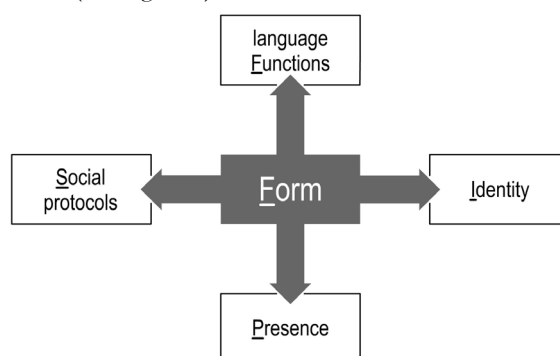 language
Functions
Social
protocols
Form
Identity
Presence